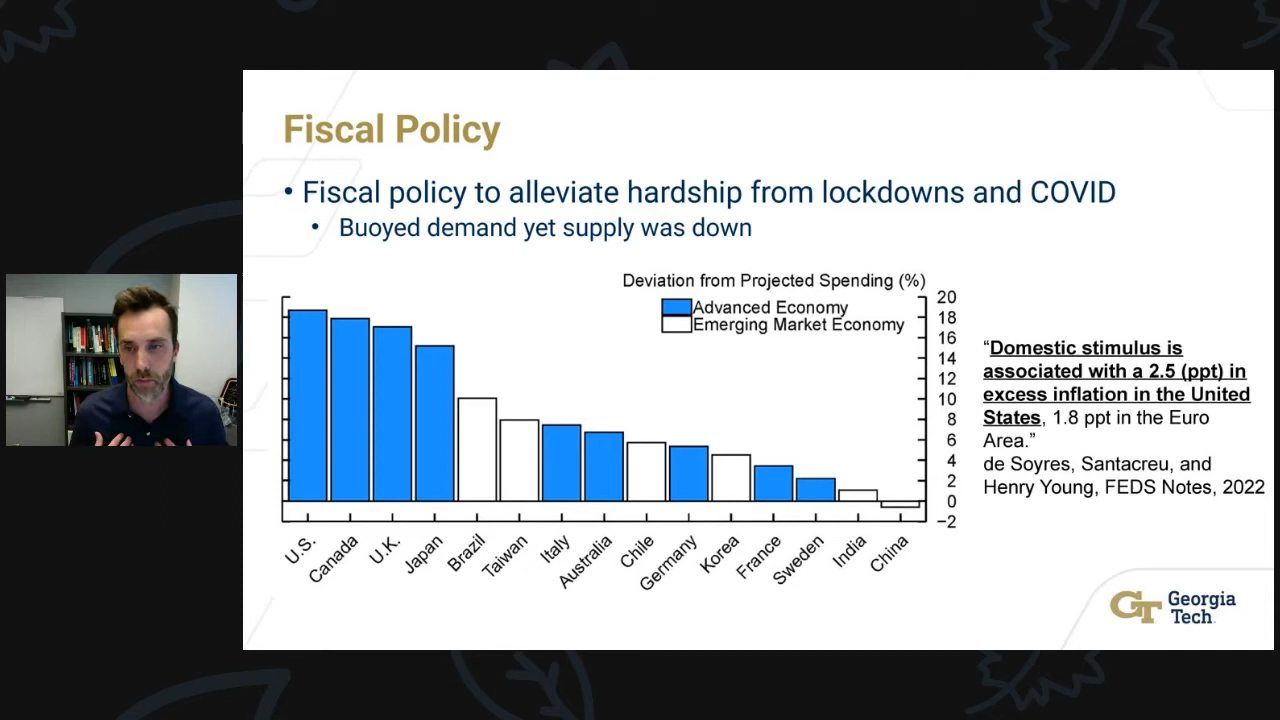 Fiscal Policy
• Fiscal policy to alleviate hardship from lockdowns and COVID
• Buoyed demand yet supply was down
Deviation from Projected Spending (%)
Advanced Economy
Emerging Market Economy
20
18
16
14
12
10
8
6
4
2
0
−2
U.S.
Canada
U.K.
Japan
Brazil
Taiwan
Italy
Australia
Chile
Germany
Korea
France
Sweden
India
China
“Domestic stimulus is
associated with a 2.5 (ppt) in
excess inflation in the United
States, 1.8 ppt in the Euro
Area.”
de Soyres, Santacreu, and
Henry Young, FEDS Notes, 2022
GT Georgia
Tech